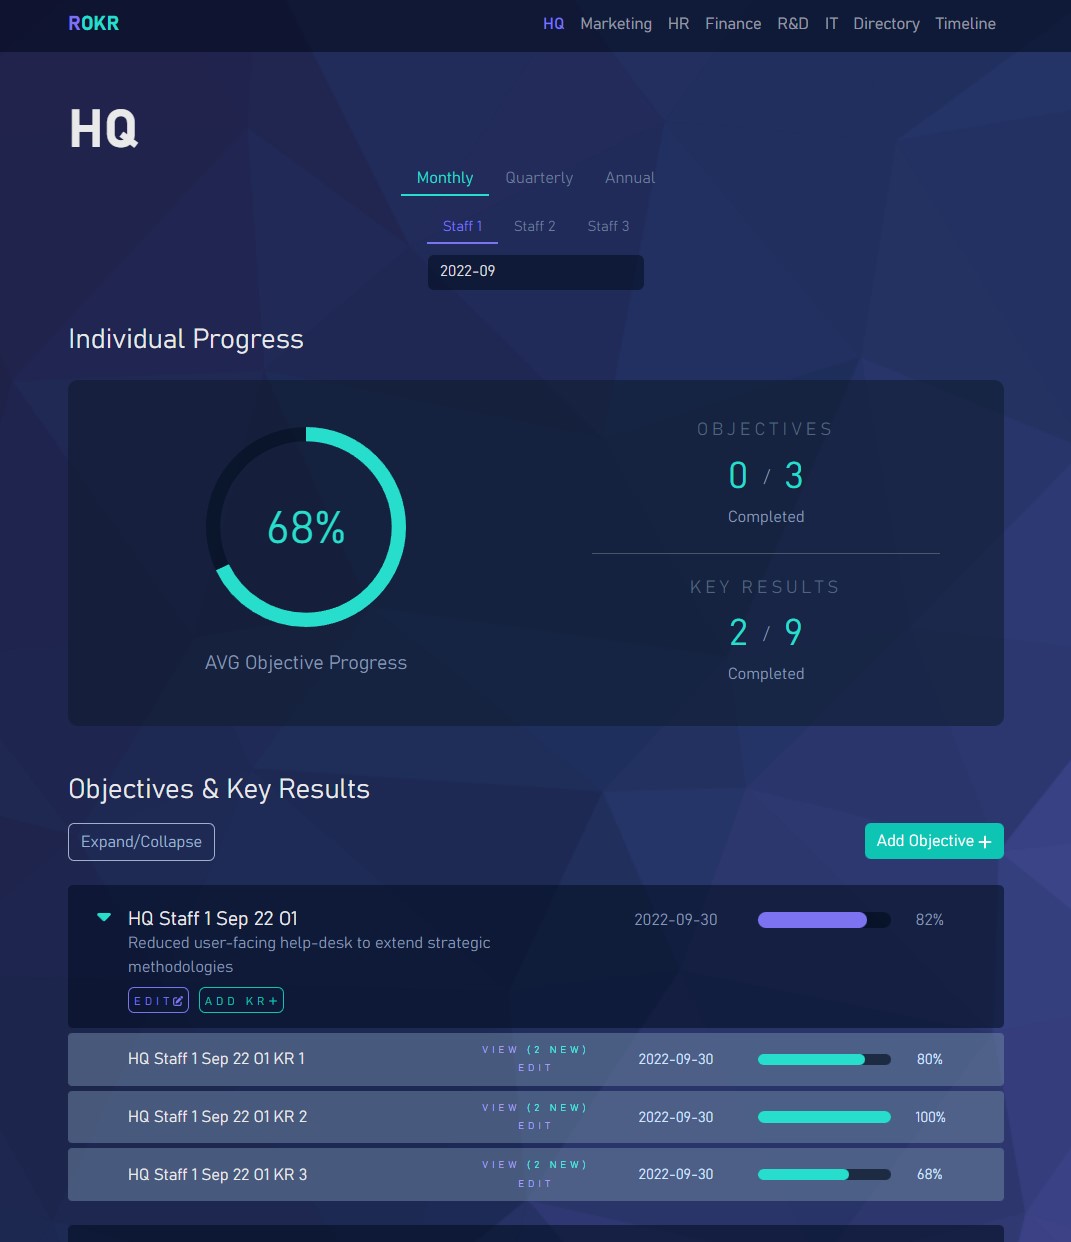 ROKR HQ Marketing HR Finance R&D IT Directory Timeline
HQ
Monthly Quarterly Annual
Staff 1 Staff 2 Staff 3
2022-09
Individual Progress
OBJECTIVES
0 / 3
Completed
68%
KEY RESULTS
2 / 9
Completed
AVG Objective Progress
Objectives & Key Results
Expand/Collapse Add Objective +
HQ Staff 1 Sep 22 O1 2022-09-30 82%
Reduced user-facing help-desk to extend strategic
methodologies
EDIT ADD KR+
HQ Staff 1 Sep 22 O1 KR 1 VIEW (2 NEW) 2022-09-30 80%
EDIT
HQ Staff 1 Sep 22 O1 KR 2 VIEW (2 NEW) 2022-09-30 100%
EDIT
HQ Staff 1 Sep 22 O1 KR 3 VIEW (2 NEW) 2022-09-30 68%
EDIT